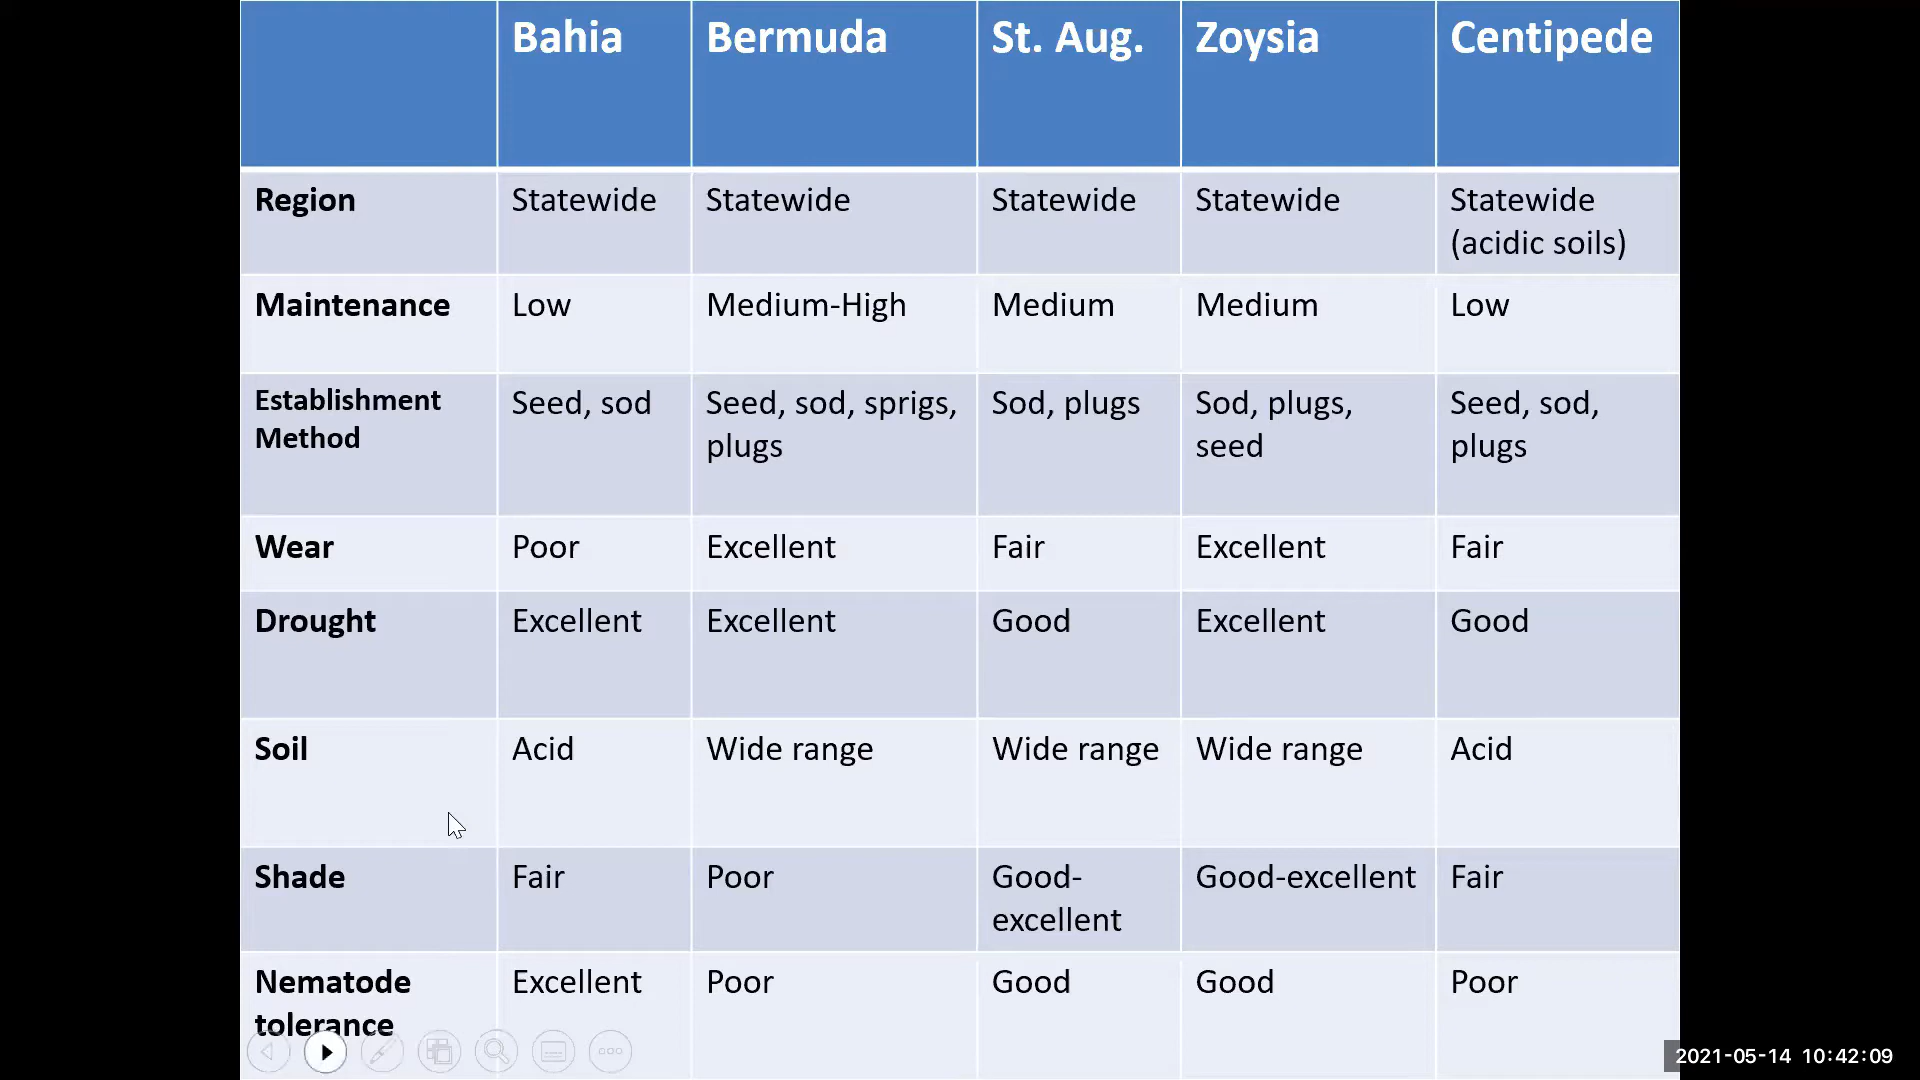 Bahia Bermuda St. Aug. Zoysia Centipede
Region Statewide Statewide Statewide Statewide Statewide
(acidic soils)
Maintenance Low Medium-High Medium Medium Low
Establishment Seed, sod Seed, sod, sprigs, Sod, plugs Sod, plugs, Seed, sod,
Method plugs seed plugs
Wear Poor Excellent Fair Excellent Fair
Drought Excellent Excellent Good Excellent Good
Soil Acid Wide range Wide range Wide range Acid
Shade Fair Poor Good- Good-excellent Fair
excellent
Nematode Excellent Poor Good Good Poor
tolerance
2021-05-14 10:42:09